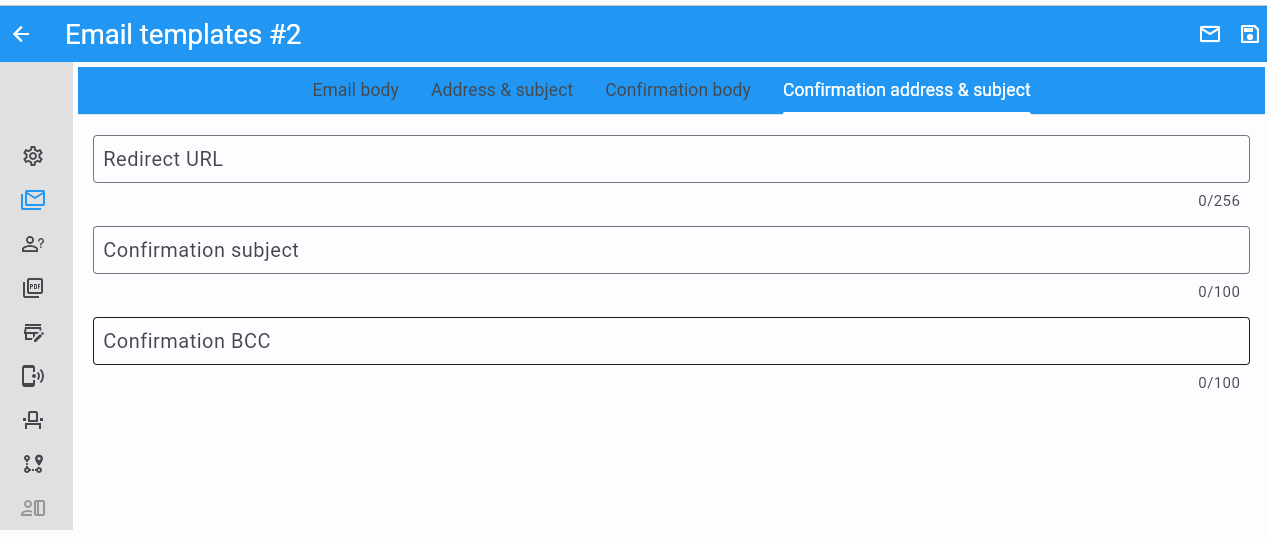 Email templates #2
Email body Address & subject Confirmation body Confirmation address & subject
Redirect URL
0/256
Confirmation subject
0/100
?
PDF
Confirmation BCC
0/100